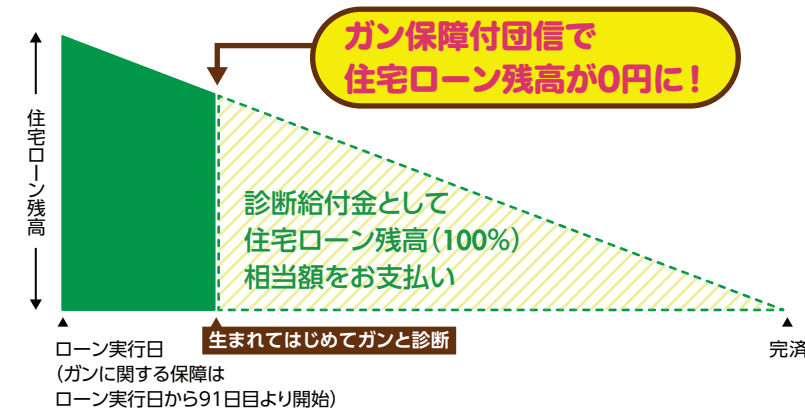 ガン保障付団信で
住宅ローン残高が0円に！
住宅ローン残高
診断給付金として
住宅ローン残高（100%）
相当額をお支払い
生まれてはじめてガンと診断
ローン実行日
（ガンに関する保障は
ローン実行日から91日目より開始）
完済